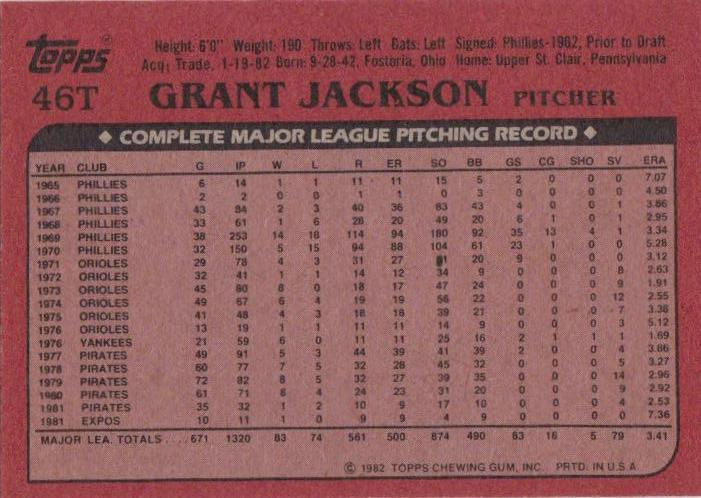 Topps
Height: 6'0" Weight: 190 Throws: Left Bats: Left Signed: Phillies-1962, Prior to Draft
Acq: Trade, 1-19-82 Born: 9-28-42, Fostoria, Ohio Home: Upper St. Clair, Pennsylvania
46T GRANT JACKSON PITCHER
◆ COMPLETE MAJOR LEAGUE PITCHING RECORD ◆
YEAR CLUB G IP W L R ER SO BB GS CG SHO SV ERA
1965 PHILLIES 6 14 1 1 11 11 15 5 2 0 0 0 7.07
1966 PHILLIES 2 2 0 0 1 1 0 3 0 0 0 0 4.50
1967 PHILLIES 43 84 2 3 40 36 83 43 4 0 0 1 3.86
1968 PHILLIES 33 61 1 6 28 20 49 20 6 1 0 1 2.95
1969 PHILLIES 38 253 14 18 114 94 180 92 35 13 4 1 3.34
1970 PHILLIES 32 150 5 15 94 88 104 61 23 1 0 0 5.28
1971 ORIOLES 29 78 4 3 31 27 20 9 0 0 0 3.12
1972 ORIOLES 32 41 1 1 14 12 34 9 0 0 0 8 2.63
1973 ORIOLES 45 80 8 0 18 17 47 24 0 0 0 9 1.91
1974 ORIOLES 49 67 6 4 19 19 56 22 0 0 0 12 2.55
1975 ORIOLES 41 48 4 3 18 18 39 21 0 0 0 7 3.38
1976 ORIOLES 13 19 1 1 11 11 14 9 0 0 0 3 5.12
1976 YANKEES 21 59 6 0 11 11 25 16 2 1 1 1 1.69
1977 PIRATES 49 91 5 3 44 39 41 39 2 0 0 4 3.86
1978 PIRATES 60 77 7 5 32 28 45 32 0 0 0 5 3.27
1979 PIRATES 72 82 8 5 32 27 39 35 0 0 0 14 2.96
1980 PIRATES 61 71 8 4 24 23 31 20 0 0 0 9 2.92
1981 PIRATES 35 32 1 2 10 9 17 10 0 0 0 4 2.53
1981 EXPOS 10 11 1 0 9 9 4 9 0 0 0 0 7.36
MAJOR LEA. TOTALS .... 671 1320 83 74 561 500 874 490 83 16 5 79 3.41
© 1982 TOPPS CHEWING GUM, INC. PRTD. IN U.S.A